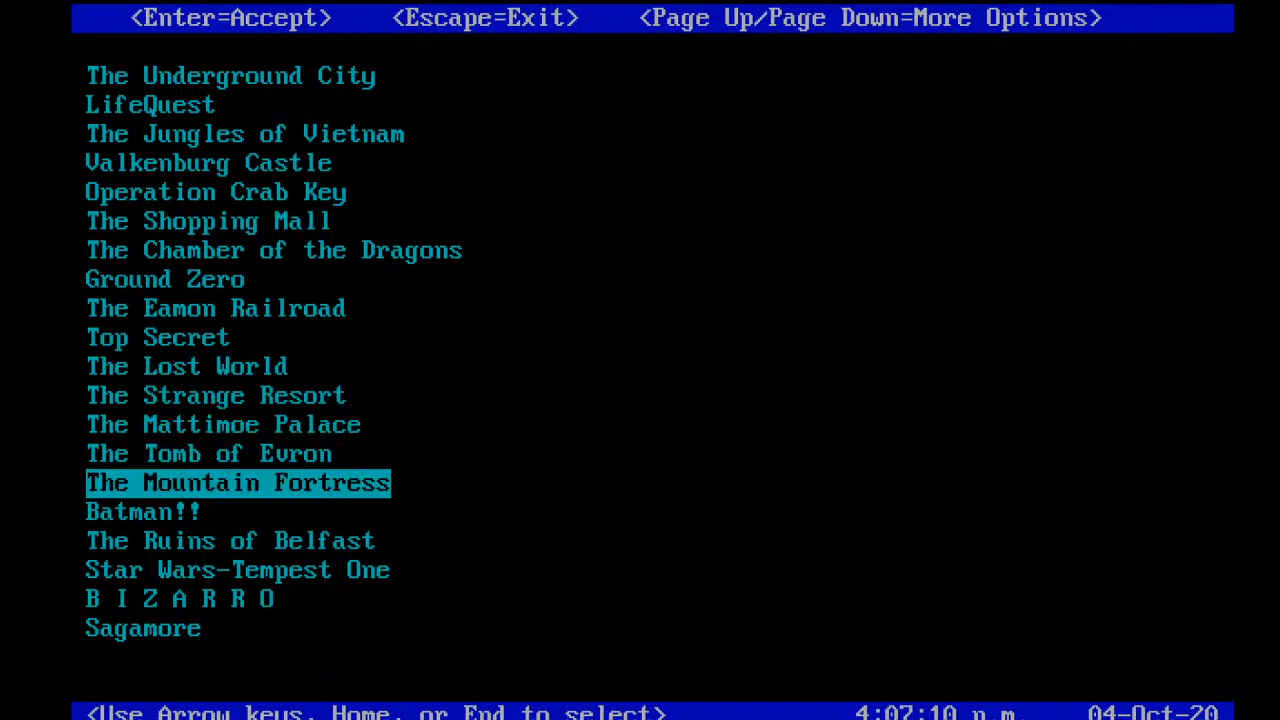 <Enter=Accept> <Escape=Exit> <Page Up/Page Down=More Options>
The Underground City
LifeQuest
The Jungles of Vietnam
Valkenburg Castle
Operation Crab Key
The Shopping Mall
The Chamber of the Dragons
Ground Zero
The Eamon Railroad
Top Secret
The Lost World
The Strange Resort
The Mattimoe Palace
The Tomb of Evron
The Mountain Fortress
Batman!!
The Ruins of Belfast
Star Wars-Tempest One
B I Z A R R O
Sagamore
<Use Arrow keys, Home, or End to select> 4:07:10 p.m. 04-Oct-20